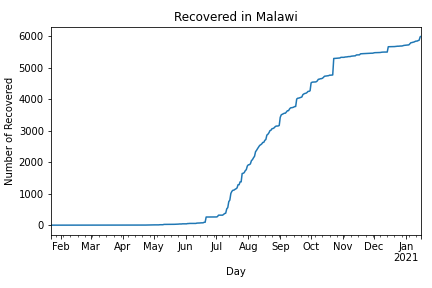 Recovered in Malawi
6000
5000
4000
3000
2000
1000
0
Number of Recovered
Feb Mar Apr May Jun Jul Aug Sep Oct Nov Dec Jan
2021
Day